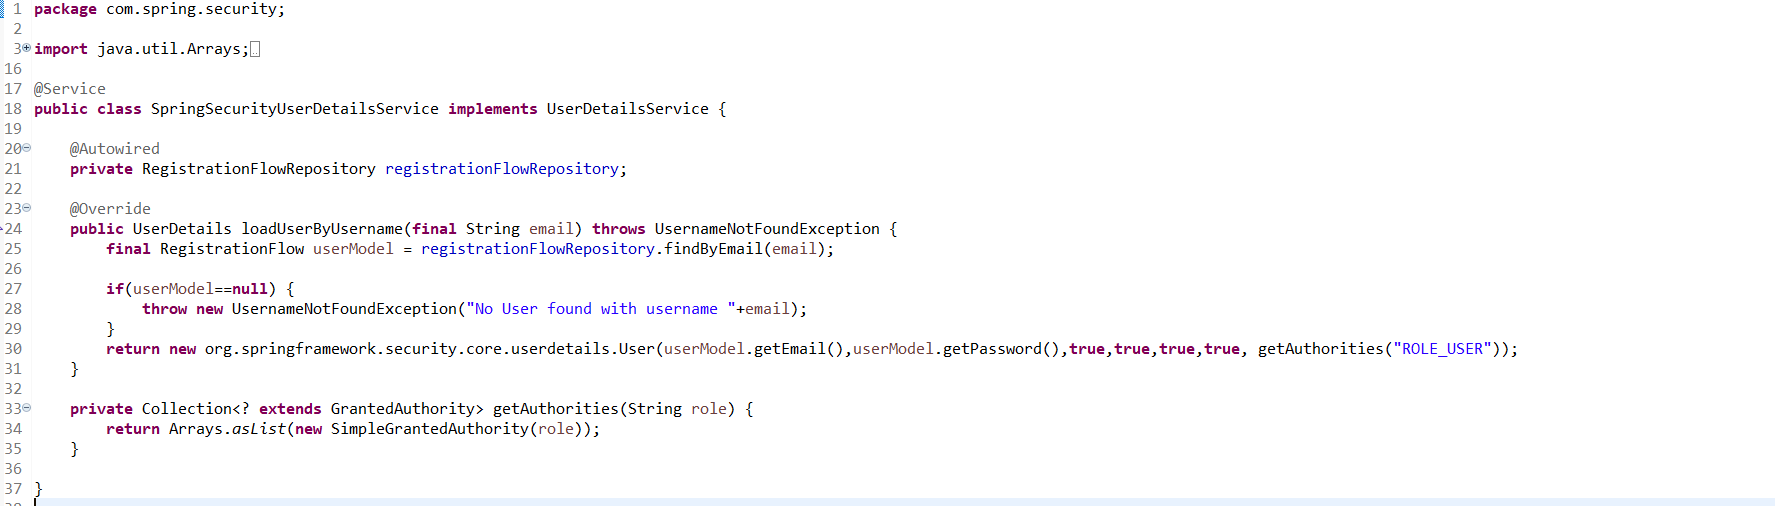 1 package com.spring.security;
2
3 import java.util.Arrays;
16
17 @Service
18 public class SpringSecurityUserDetailsService implements UserDetailsService {
19
20     @Autowired
21     private RegistrationFlowRepository registrationFlowRepository;
22
23     @Override
24     public UserDetails loadUserByUsername(final String email) throws UsernameNotFoundException {
25         final RegistrationFlow userModel = registrationFlowRepository.findByEmail(email);
26
27         if(userModel==null) {
28             throw new UsernameNotFoundException("No User found with username "+email);
29         }
30         return new org.springframework.security.core.userdetails.User(userModel.getEmail(),userModel.getPassword(),true,true,true,true, getAuthorities("ROLE_USER"));
31     }
32
33     private Collection<? extends GrantedAuthority> getAuthorities(String role) {
34         return Arrays.asList(new SimpleGrantedAuthority(role));
35     }
36
37 }